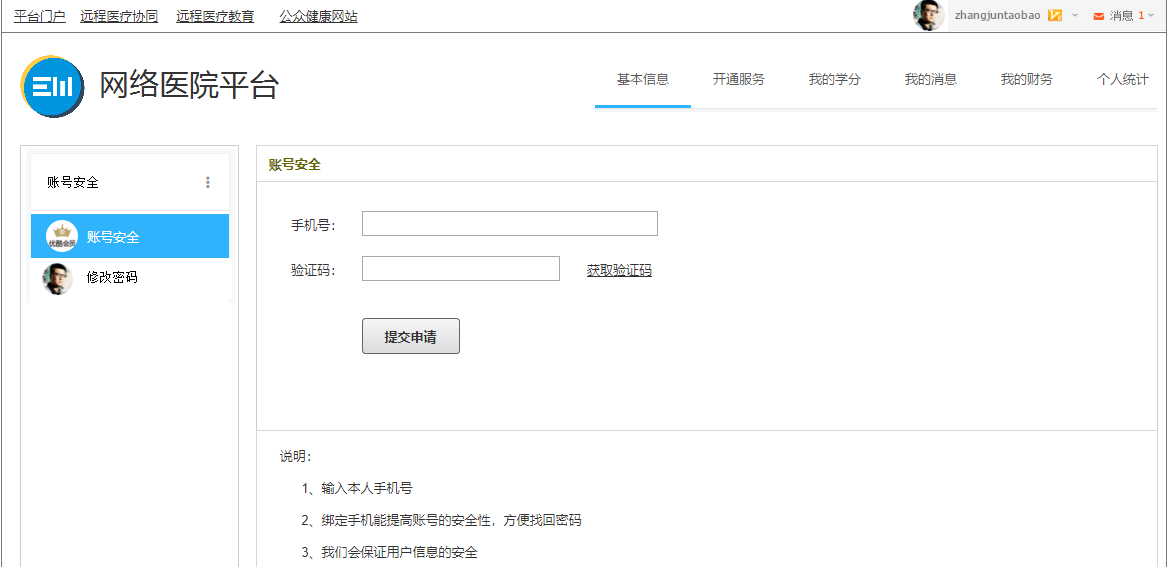 平台门户 远程医疗协同 远程医疗教育 公众健康网站 zhangjuntaobao 消息 1
网络医院平台
基本信息 开通服务 我的学分 我的消息 我的财务 个人统计
账号安全
优酷会员 账号安全
修改密码
账号安全
手机号:
验证码: 获取验证码
提交申请
说明:
1、输入本人手机号
2、绑定手机能提高账号的安全性，方便找回密码
3、我们会保证用户信息的安全